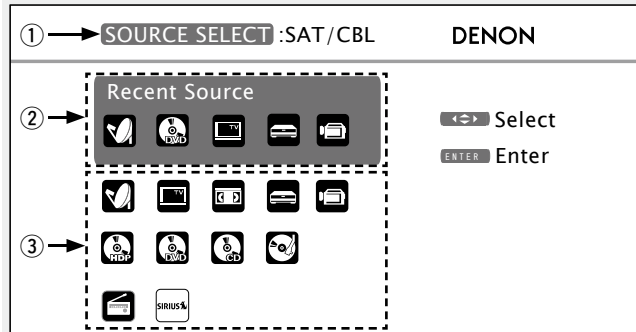 ① SOURCE SELECT :SAT/CBL DENON
Recent Source
② DVD TV Select
ENTER Enter
TV
③ HDP DVD CD
SIRIUS